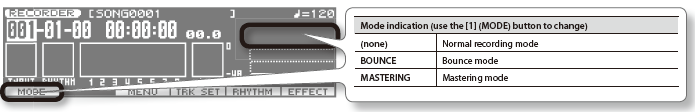 RECORDER [SONG0001 ] ♩=120
001-01-00 00:00:00 00.0
0
-UR
INPUT RHYTHM 1 2 3 4 5 6 7 8
MODE MENU TRK SET RHYTHM EFFECT
Mode indication (use the [1] (MODE) button to change)
(none) Normal recording mode
BOUNCE Bounce mode
MASTERING Mastering mode